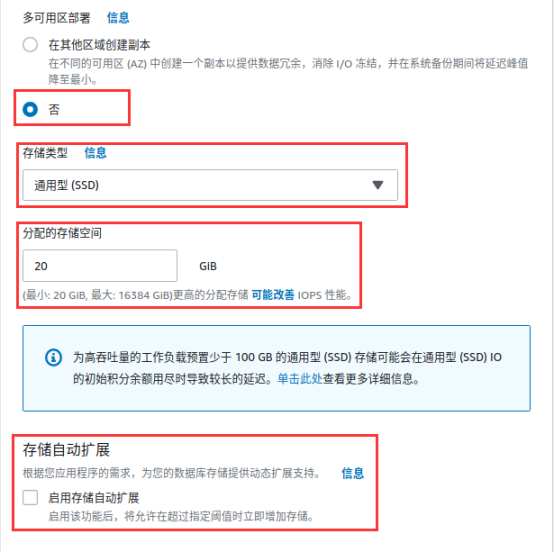 多可用区部署 信息
在其他区域创建副本
在不同的可用区 (AZ) 中创建一个副本以提供数据冗余，消除 I/O 冻结，并在系统备份期间将延迟峰值
降至最小。
否
存储类型 信息
通用型 (SSD)
分配的存储空间
20 GiB
(最小: 20 GiB, 最大: 16384 GiB)更高的分配存储 可能改善 IOPS 性能。
为高吞吐量的工作负载预置少于 100 GB 的通用型 (SSD) 存储可能会在通用型 (SSD) IO
的初始积分余额用尽时导致较长的延迟。单击此处查看更多详细信息。
存储自动扩展
根据您应用程序的需求，为您的数据库存储提供动态扩展支持。 信息
启用存储自动扩展
启用该功能后，将允许在超过指定阈值时立即增加存储。